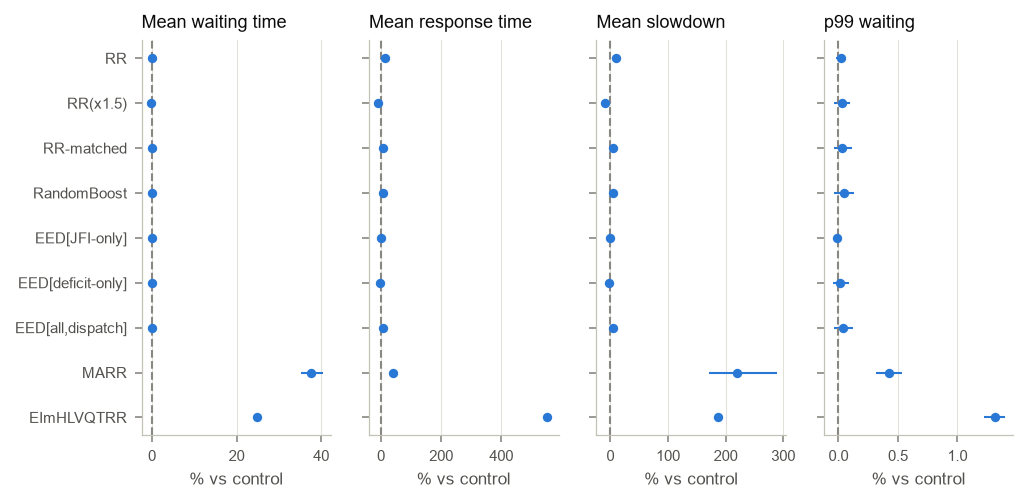 Mean waiting time
Mean response time
Mean slowdown
p99 waiting
RR
RR(x1.5)
RR-matched
RandomBoost
EED[JFI-only]
EED[deficit-only]
EED[all,dispatch]
MARR
EImHLVQTRR
0 20 40
0 200 400
0 100 200 300
0.0 0.5 1.0
% vs control
% vs control
% vs control
% vs control